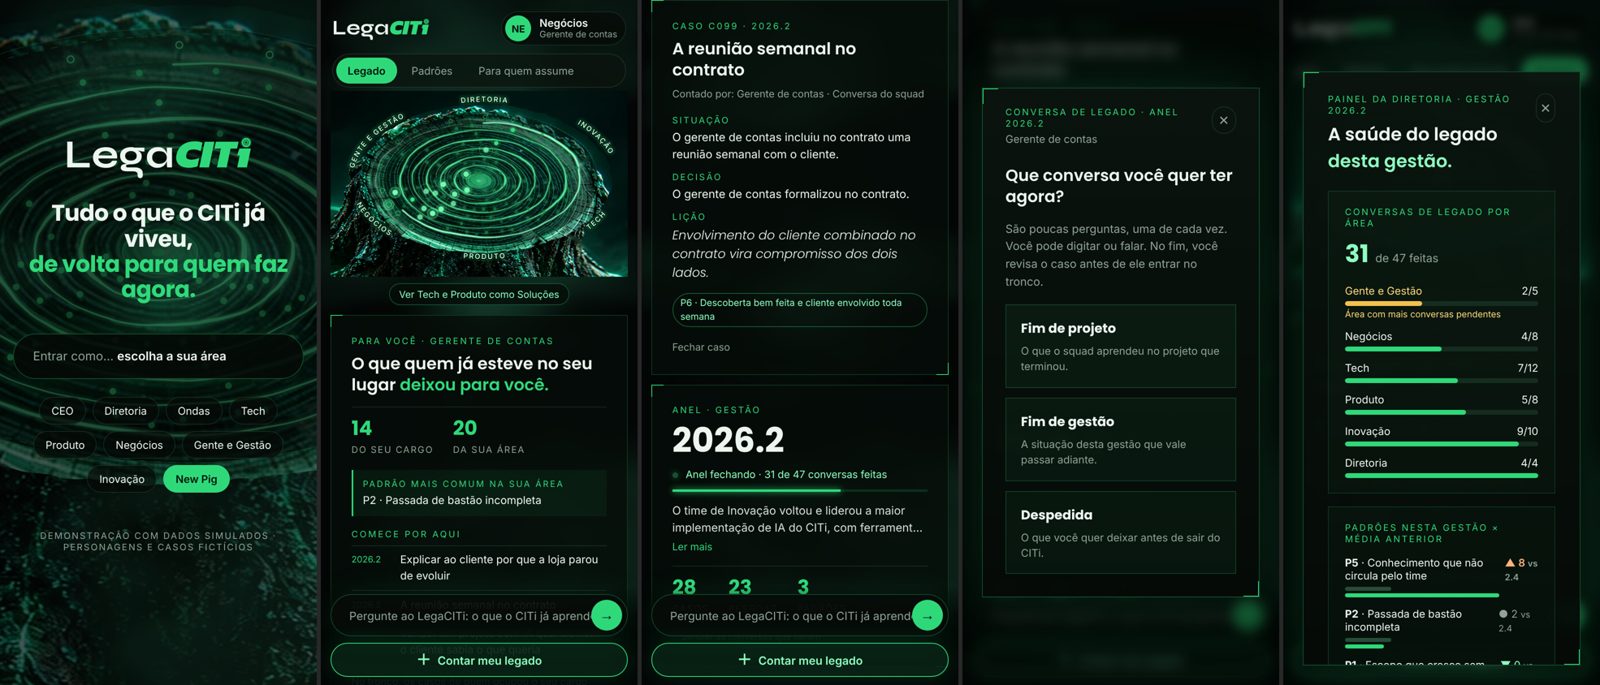 LegaCITi
Tudo o que o CITi já
viveu,
de volta para quem faz
agora.
Entrar como... escolha a sua área
CEO
Diretoria
Ondas
Tech
Produto
Negócios
Gente e Gestão
Inovação
New Pig
DEMONSTRAÇÃO COM DADOS SIMULADOS ·
PERSONAGENS E CASOS FICTÍCIOS
LegaCITi
NE
Negócios
Gerente de contas
Legado
Padrões
Para quem assume
DIRETORIA
INOVAÇÃO
GENTE E GESTÃO
NEGÓCIOS
TECH
PRODUTO
Ver Tech e Produto como Soluções
PARA VOCÊ · GERENTE DE CONTAS
O que quem já esteve no seu
lugar deixou para você.
14
DO SEU CARGO
20
DA SUA ÁREA
PADRÃO MAIS COMUM NA SUA ÁREA
P2 · Passada de bastão incompleta
COMECE POR AQUI
2026.2
Explicar ao cliente por que a loja parou
de evoluir
A reunião semanal no contrato
Pergunte ao LegaCITi: o que o CITi já aprend
→
o cliente sabia o que queria
+ Contar meu legado
CASO C099 · 2026.2
A reunião semanal no
contrato
Contado por: Gerente de contas · Conversa do squad
SITUAÇÃO
O gerente de contas incluiu no contrato uma
reunião semanal com o cliente.
DECISÃO
O gerente de contas formalizou no contrato.
LIÇÃO
Envolvimento do cliente combinado no
contrato vira compromisso dos dois
lados.
P6 · Descoberta bem feita e cliente envolvido toda
semana
Fechar caso
ANEL · GESTÃO
2026.2
Anel fechando · 31 de 47 conversas feitas
O time de Inovação voltou e liderou a maior
implementação de IA do CITi, com ferrament...
Ler mais
28
23
3
Pergunte ao LegaCITi: o que o CITi já aprend
→
+ Contar meu legado
CONVERSA DE LEGADO · ANEL
2026.2
Gerente de contas
×
Que conversa você quer ter
agora?
São poucas perguntas, uma de cada vez.
Você pode digitar ou falar. No fim, você
revisa o caso antes de ele entrar no
tronco.
Fim de projeto
O que o squad aprendeu no projeto que
terminou.
Fim de gestão
A situação desta gestão que vale
passar adiante.
Despedida
O que você quer deixar antes de sair do
CITi.
PAINEL DA DIRETORIA · GESTÃO
2026.2
×
A saúde do legado
desta gestão.
CONVERSAS DE LEGADO POR
ÁREA
31 de 47 feitas
Gente e Gestão 2/5
Área com mais conversas pendentes
Negócios 4/8
Tech 7/12
Produto 5/8
Inovação 9/10
Diretoria 4/4
PADRÕES NESTA GESTÃO ×
MÉDIA ANTERIOR
P5 · Conhecimento que não
circula pelo time
▲ 8 vs
2.4
P2 · Passada de bastão
incompleta
● 2 vs
2.4